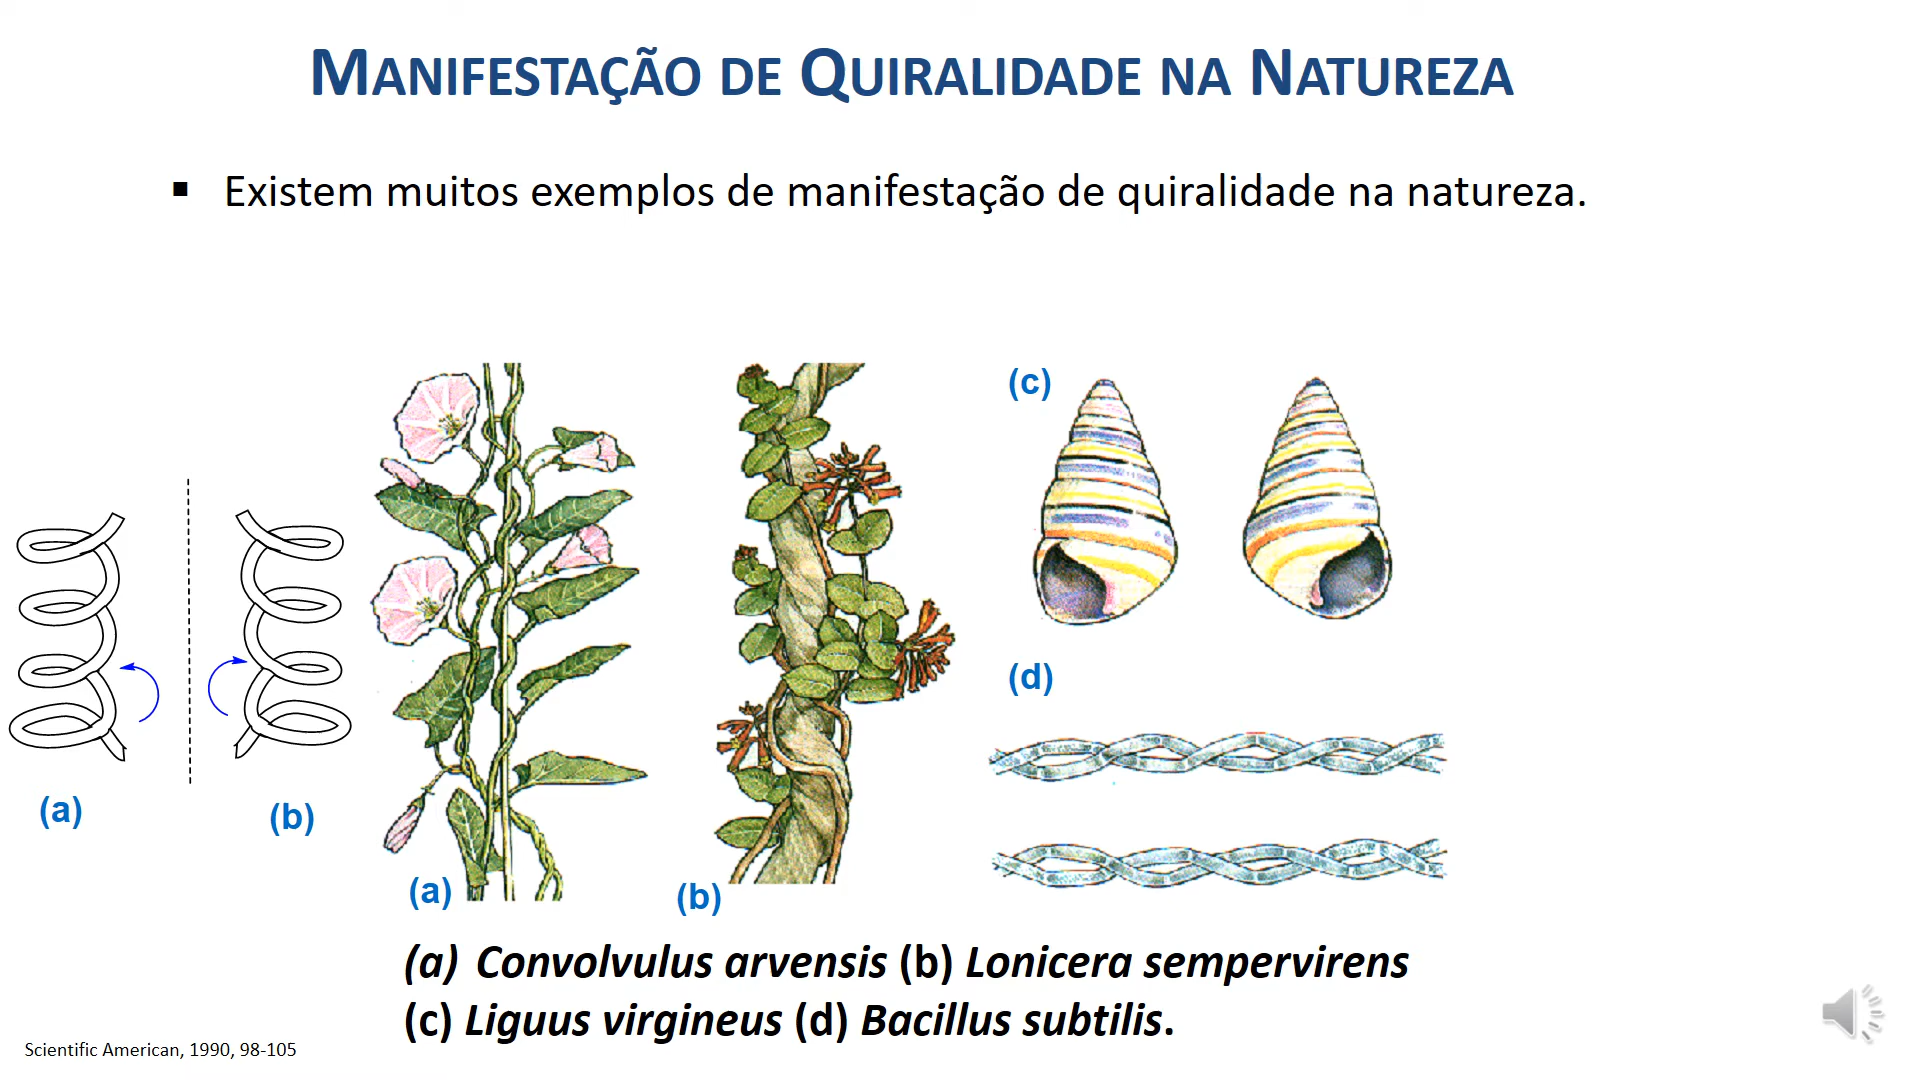 MANIFESTAÇÃO DE QUIRALIDADE NA NATUREZA
▪ Existem muitos exemplos de manifestação de quiralidade na natureza.
(c)
(d)
(a)
(b)
(a)
(b)
(a) Convolvulus arvensis (b) Lonicera sempervirens
(c) Liguus virgineus (d) Bacillus subtilis.
Scientific American, 1990, 98-105